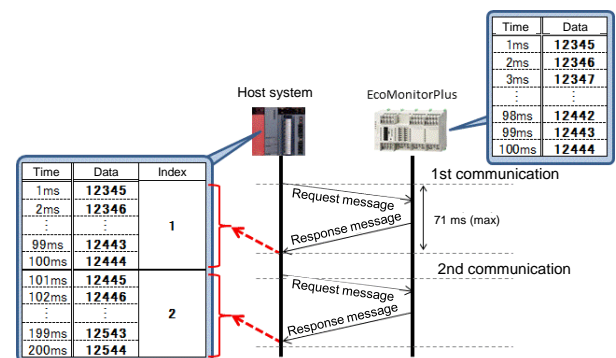 Time Data
1ms 12345
2ms 12346
3ms 12347
⋮ ⋮
98ms 12442
99ms 12443
100ms 12444
Host system
EcoMonitorPlus
Time Data Index
1ms 12345
2ms 12346
⋮ ⋮ 1
99ms 12443
100ms 12444
101ms 12445
102ms 12446
⋮ ⋮ 2
199ms 12543
200ms 12544
1st communication
Request message
Response message
71 ms (max)
2nd communication
Request message
Response message